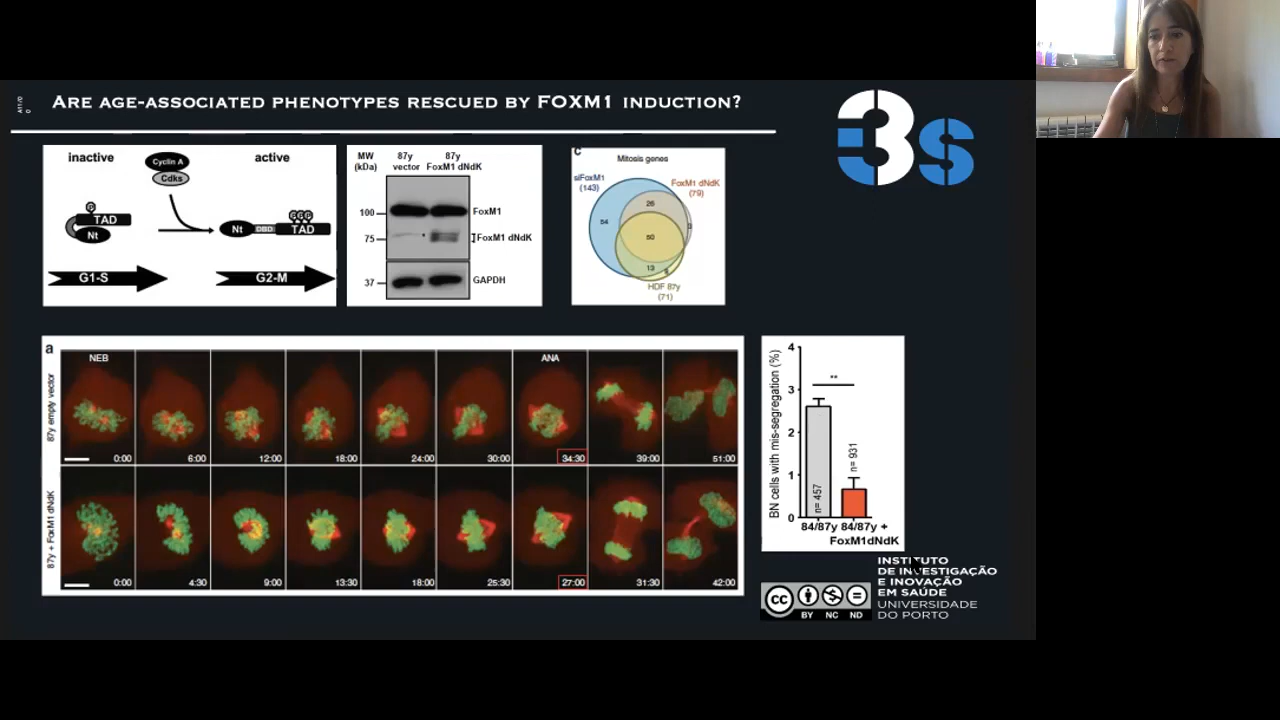 ARE AGE-ASSOCIATED PHENOTYPES RESCUED BY FOXM1 INDUCTION?
3s
inactive
Cyclin A
Cdks
active
TAD
Nt
Nt
DBD
TAD
G1-S
G2-M
MW
(kDa)
87y
vector
87y
FoxM1 dNdK
100
FoxM1
75
FoxM1 dNdK
37
GAPDH
c
Mitosis genes
siFoxM1
(143)
FoxM1 dNdK
(79)
26
54
3
50
13
HDF 87y
(71)
a
87y empty vector
NEB
ANA
0:00
6:00
12:00
18:00
24:00
30:00
34:30
39:00
51:00
87y + FoxM1 dNdK
0:00
4:30
9:00
13:30
18:00
25:30
27:00
31:30
42:00
BN cells with mis-segregation (%)
4
3
2
1
0
**
n= 457
n= 931
84/87y
84/87y +
FoxM1dNdK
CC
BY NC ND
INSTITUTO
DE INVESTIGAÇÃO
E INOVAÇÃO
EM SAÚDE
UNIVERSIDADE
DO PORTO